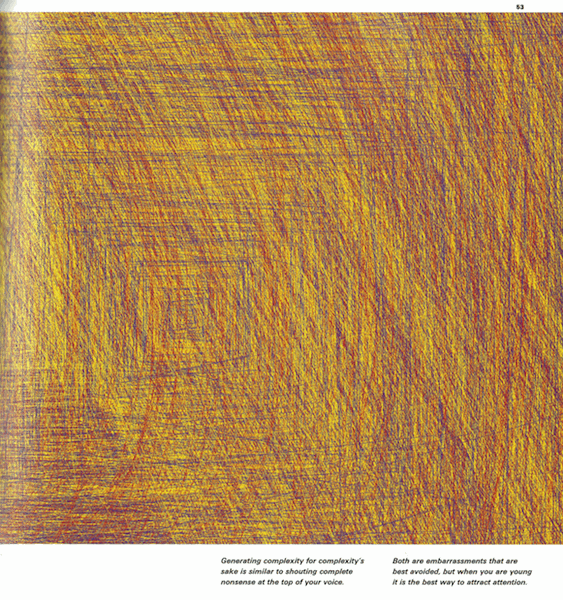 53
Generating complexity for complexity's
sake is similar to shouting complete
nonsense at the top of your voice.
Both are embarrassments that are
best avoided, but when you are young
it is the best way to attract attention.